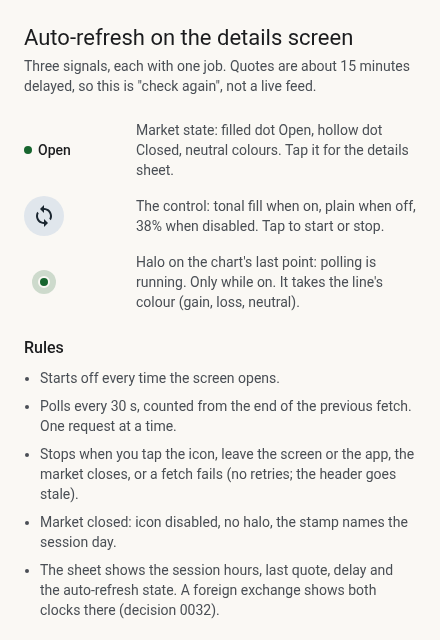 Auto-refresh on the details screen
Three signals, each with one job. Quotes are about 15 minutes
delayed, so this is "check again", not a live feed.
Open
Market state: filled dot Open, hollow dot
Closed, neutral colours. Tap it for the details
sheet.
The control: tonal fill when on, plain when off,
38% when disabled. Tap to start or stop.
Halo on the chart's last point: polling is
running. Only while on. It takes the line's
colour (gain, loss, neutral).
Rules
• Starts off every time the screen opens.
• Polls every 30 s, counted from the end of the previous fetch.
One request at a time.
• Stops when you tap the icon, leave the screen or the app, the
market closes, or a fetch fails (no retries; the header goes
stale).
• Market closed: icon disabled, no halo, the stamp names the
session day.
• The sheet shows the session hours, last quote, delay and
the auto-refresh state. A foreign exchange shows both
clocks there (decision 0032).